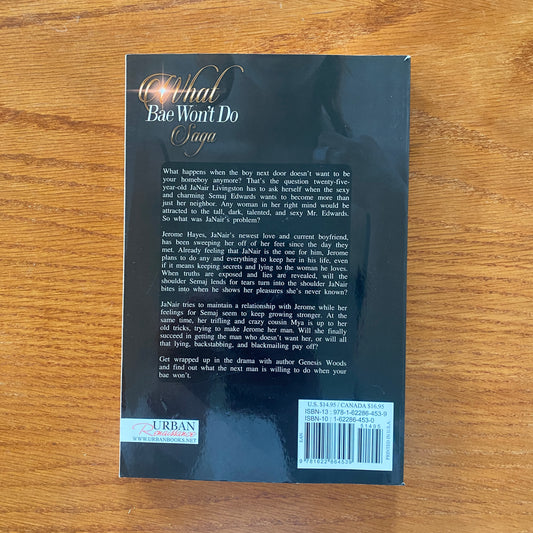 What
Bae Won't Do
Saga
What happens when the boy next door doesn't want to be
your homeboy anymore? That's the question twenty-five-
year-old JaNair Livingston has to ask herself when the sexy
and charming Semaj Edwards wants to become more than
just her neighbor. Any woman in her right mind would be
attracted to the tall, dark, talented, and sexy Mr. Edwards.
So what was JaNair's problem?
Jerome Hayes, JaNair's newest love and current boyfriend,
has been sweeping her off of her feet since the day they
met. Already feeling that JaNair is the one for him, Jerome
plans to do any and everything to keep her in his life, even
if it means keeping secrets and lying to the woman he loves.
When truths are exposed and lies are revealed, will the
shoulder Semaj lends for tears turn into the shoulder JaNair
bites into when he shows her pleasures she's never known?
JaNair tries to maintain a relationship with Jerome while her
feelings for Semaj seem to keep growing stronger. At the
same time, her trifling and crazy cousin Mya is up to her
old tricks, trying to make Jerome her man. Will she finally
succeed in getting the man who doesn't want her, or will all
that lying, backstabbing, and blackmailing pay off?
Get wrapped up in the drama with author Genesis Woods
and find out what the next man is willing to do when your
bae won't.
URBAN
Renaissance
WWW.URBANBOOKS.NET
U.S. $14.95 / CANADA $16.95
ISBN-13 : 978-1-62286-453-9
ISBN-10 : 1-62286-453-0
51495
EAN
9 781622 864539
PRINTED IN U.S.A.